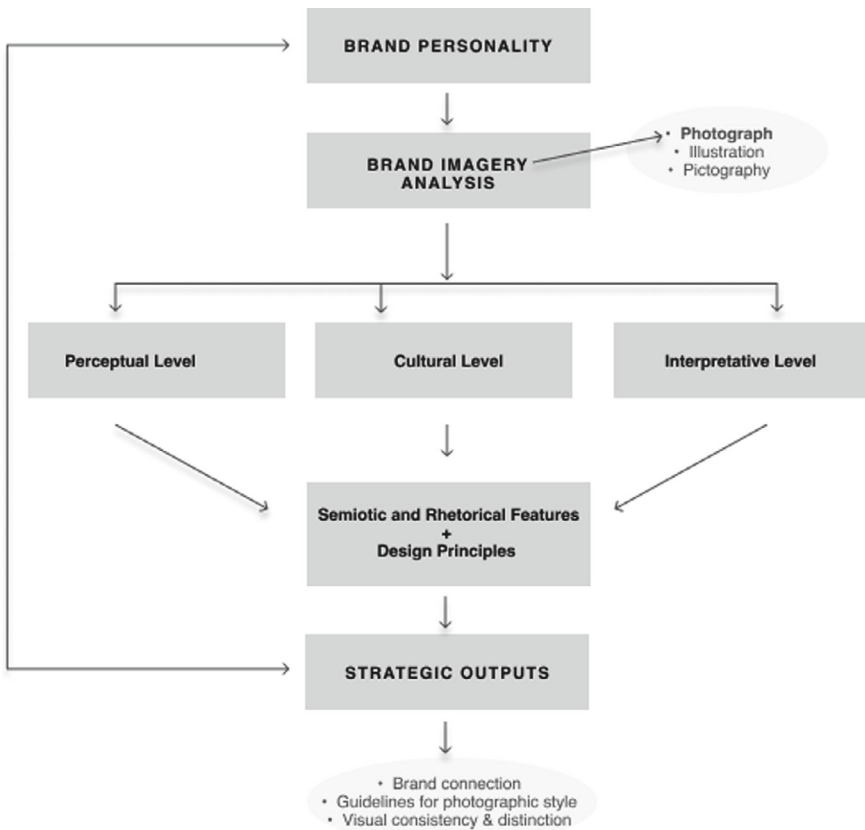 BRAND PERSONALITY
BRAND IMAGERY
ANALYSIS
• Photograph
• Illustration
• Pictography
Perceptual Level
Cultural Level
Interpretative Level
Semiotic and Rhetorical Features
+
Design Principles
STRATEGIC OUTPUTS
• Brand connection
• Guidelines for photographic style
• Visual consistency & distinction